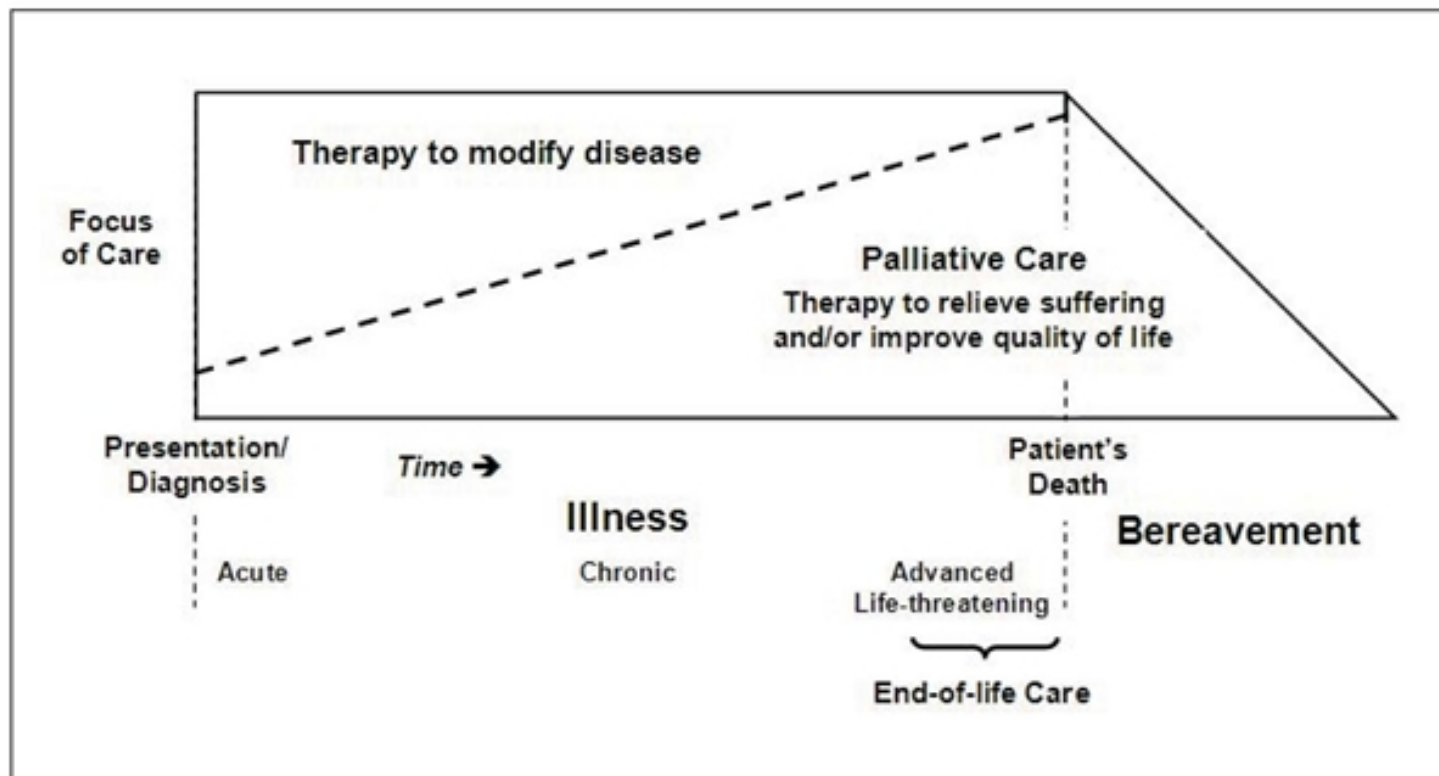 Therapy to modify disease
Focus
of Care
Palliative Care
Therapy to relieve suffering
and/or improve quality of life
Presentation/
Diagnosis
Time ➔
Patient's
Death
Illness
Bereavement
Acute
Chronic
Advanced
Life-threatening
End-of-life Care